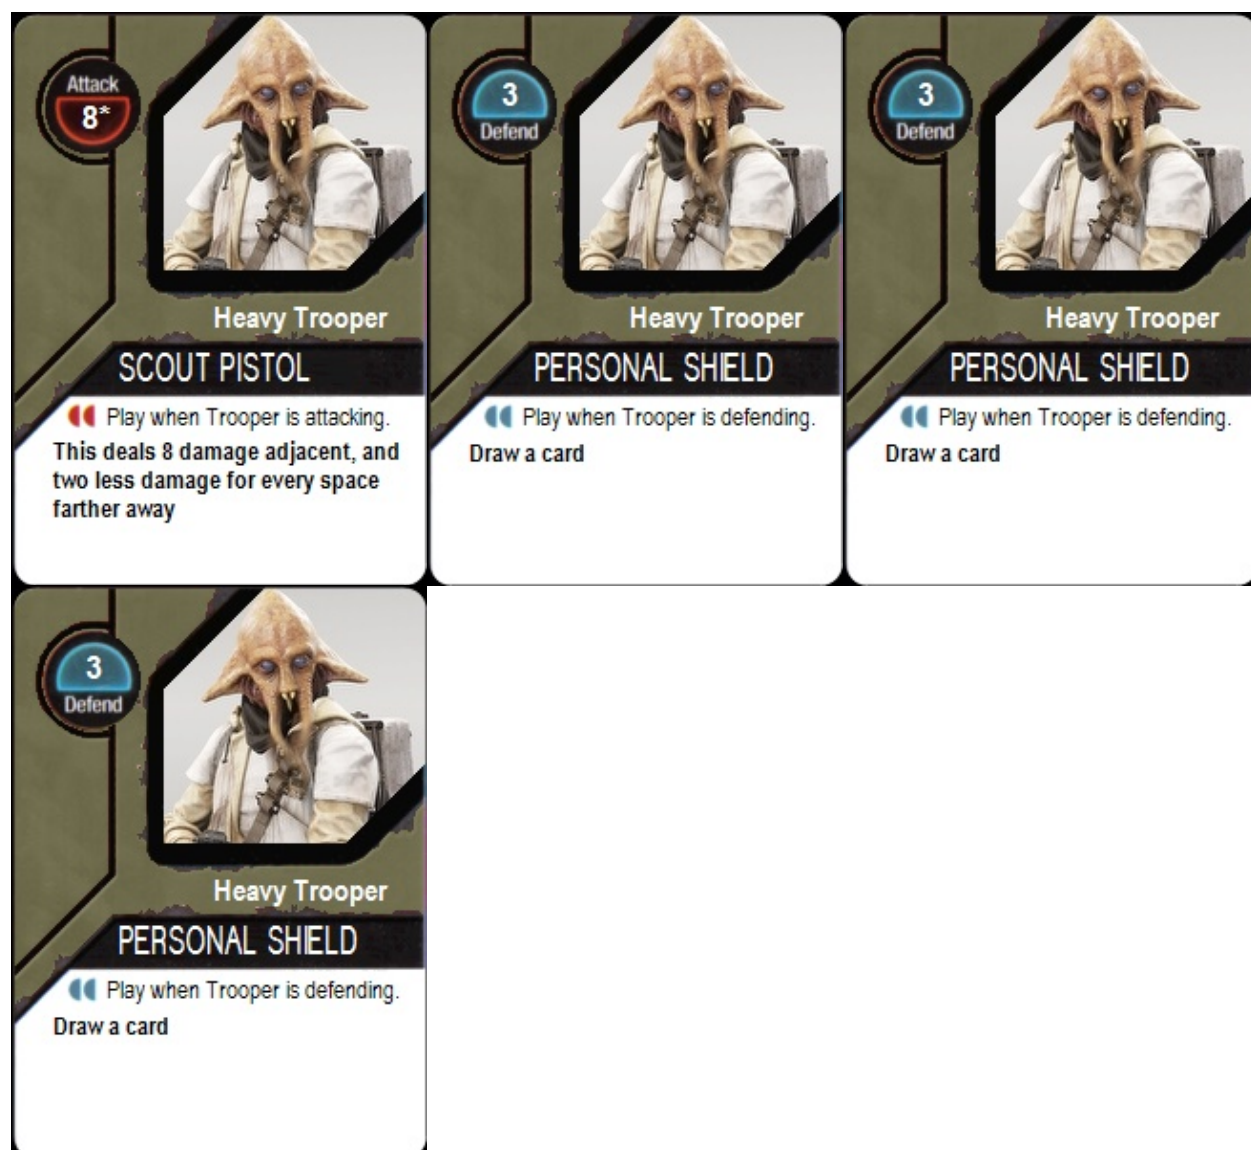 Attack
8*
Heavy Trooper
SCOUT PISTOL
Play when Trooper is attacking.
This deals 8 damage adjacent, and
two less damage for every space
farther away
3
Defend
Heavy Trooper
PERSONAL SHIELD
Play when Trooper is defending.
Draw a card
3
Defend
Heavy Trooper
PERSONAL SHIELD
Play when Trooper is defending.
Draw a card
3
Defend
Heavy Trooper
PERSONAL SHIELD
Play when Trooper is defending.
Draw a card